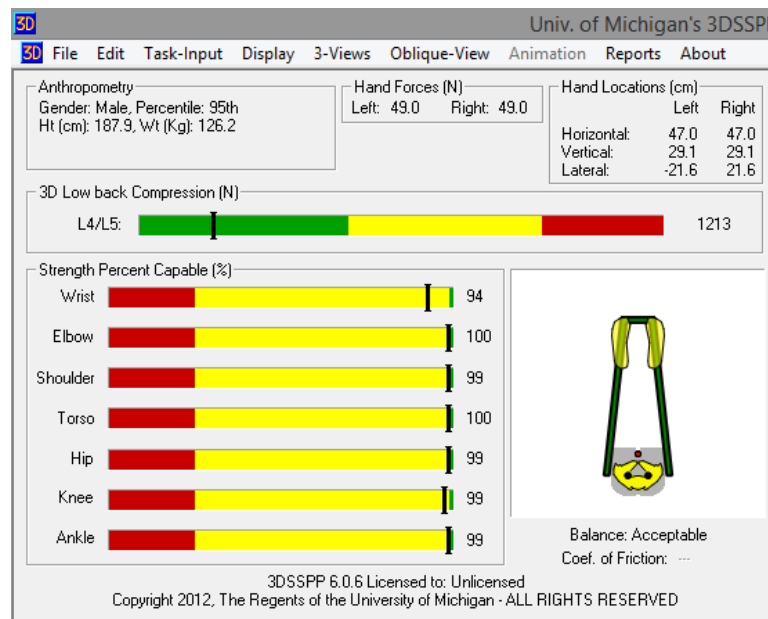 3D
Univ. of Michigan's 3DSSPP
3D File Edit Task-Input Display 3-Views Oblique-View Animation Reports About
Anthropometry
Gender: Male, Percentile: 95th
Ht (cm): 187.9, Wt (Kg): 126.2
Hand Forces (N)
Left: 49.0 Right: 49.0
Hand Locations (cm)
Left Right
Horizontal: 47.0 47.0
Vertical: 29.1 29.1
Lateral: -21.6 21.6
3D Low back Compression (N)
L4/L5: 1213
Strength Percent Capable (%)
Wrist 94
Elbow 100
Shoulder 99
Torso 100
Hip 99
Knee 99
Ankle 99
Balance: Acceptable
Coef. of Friction: ---
3DSSPP 6.0.6 Licensed to: Unlicensed
Copyright 2012, The Regents of the University of Michigan - ALL RIGHTS RESERVED